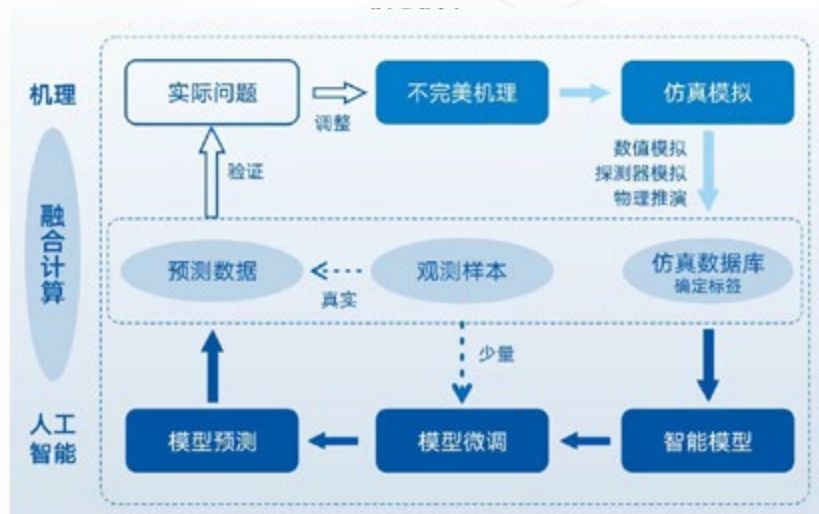 机理
实际问题
不完美机理
仿真模拟
调整
验证
数值模拟
探测器模拟
物理推演
融合计算
预测数据
观测样本
仿真数据库
确定标签
真实
少量
人工
智能
模型预测
模型微调
智能模型